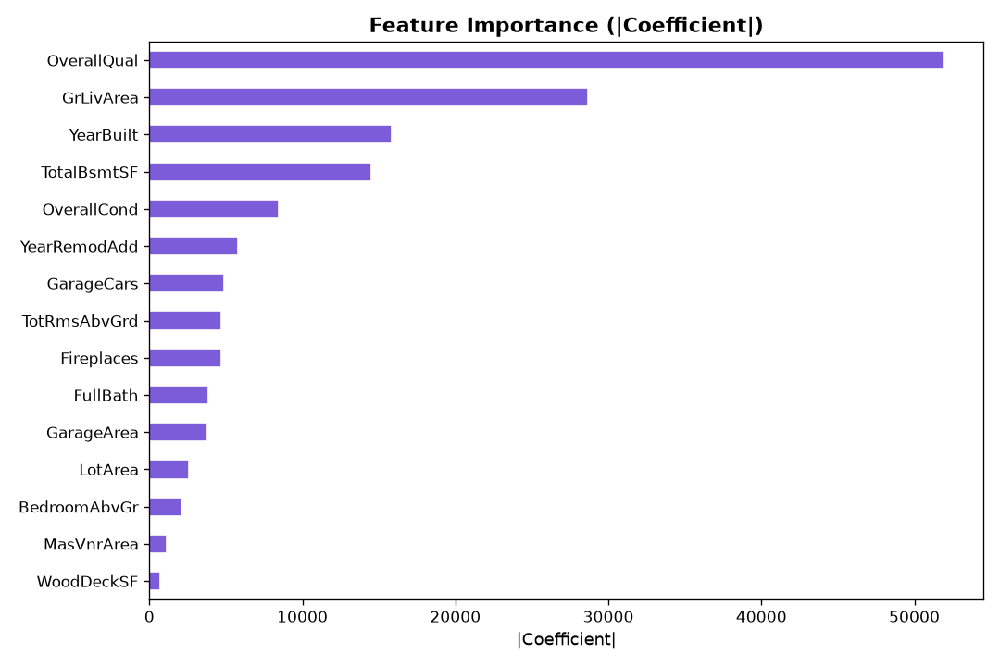 Feature Importance (|Coefficient|)
OverallQual
GrLivArea
YearBuilt
TotalBsmtSF
OverallCond
YearRemodAdd
GarageCars
TotRmsAbvGrd
Fireplaces
FullBath
GarageArea
LotArea
BedroomAbvGr
MasVnrArea
WoodDeckSF
0 10000 20000 30000 40000 50000
|Coefficient|